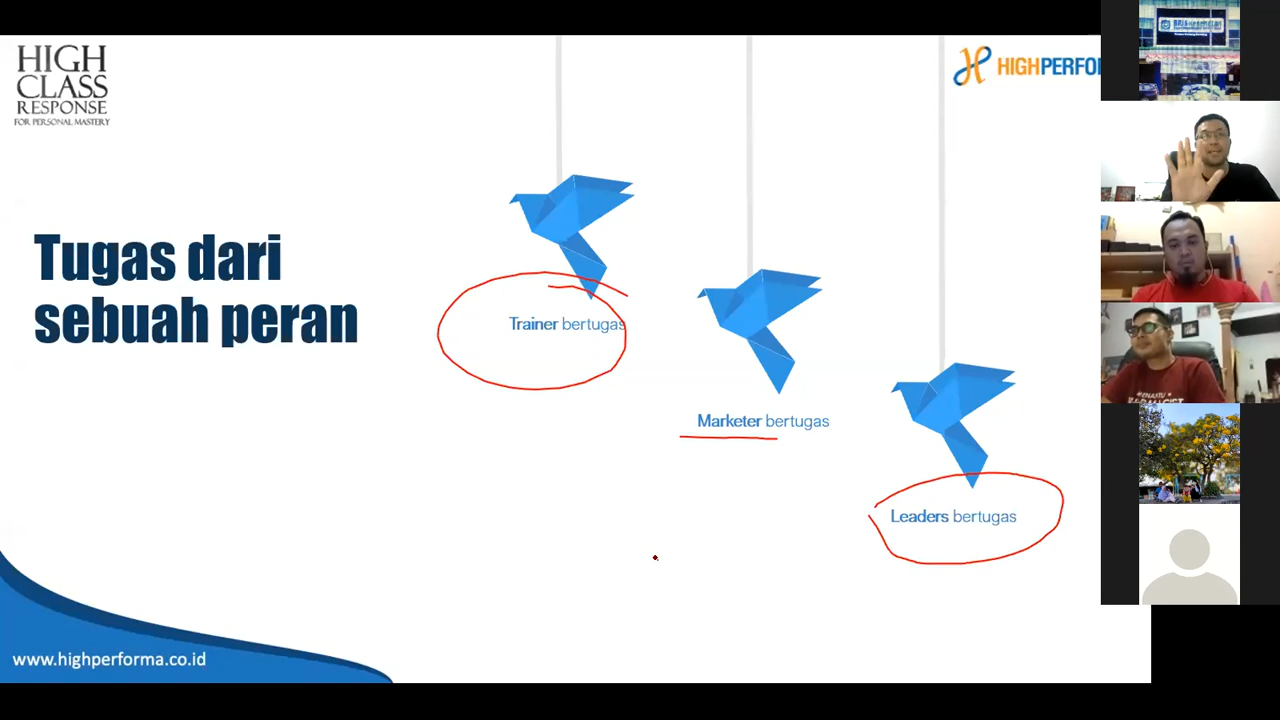 HIGH
CLASS
RESPONSE
FOR PERSONAL MASTERY
HIGHPERFO
Tugas dari
sebuah peran
Trainer bertugas
Marketer bertugas
Leaders bertugas
www.highperforma.co.id